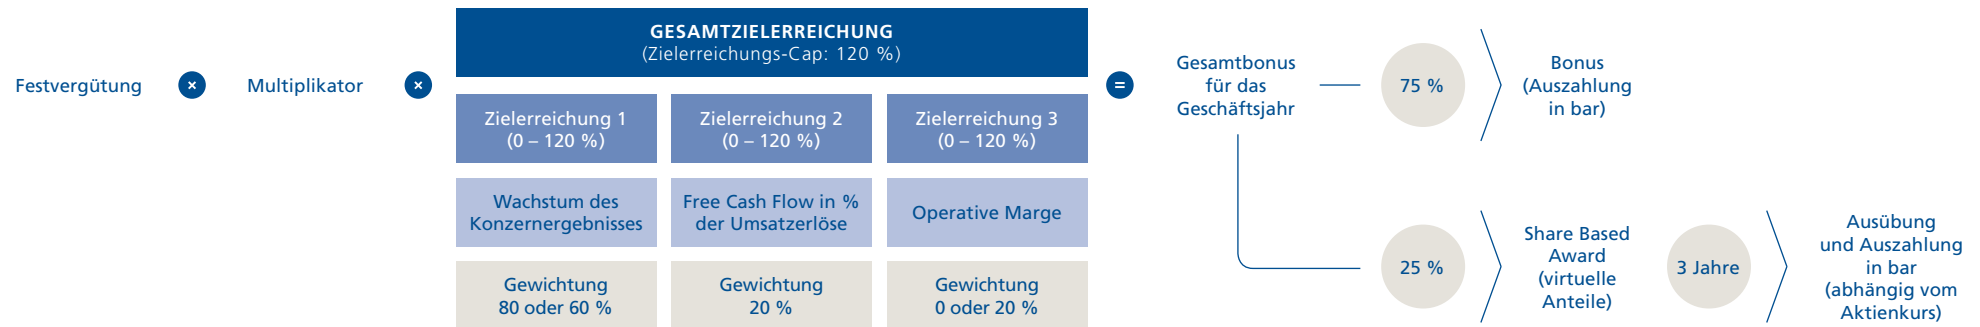 Festvergütung
×
Multiplikator
×
GESAMTZIELERREICHUNG
(Zielerreichungs-Cap: 120 %)
Zielerreichung 1
(0 – 120 %)
Zielerreichung 2
(0 – 120 %)
Zielerreichung 3
(0 – 120 %)
Wachstum des
Konzernergebnisses
Free Cash Flow in %
der Umsatzerlöse
Operative Marge
Gewichtung
80 oder 60 %
Gewichtung
20 %
Gewichtung
0 oder 20 %
=
Gesamtbonus
für das
Geschäftsjahr
75 %
Bonus
(Auszahlung
in bar)
25 %
Share Based
Award
(virtuelle
Anteile)
3 Jahre
Ausübung
und Auszahlung
in bar
(abhängig vom
Aktienkurs)